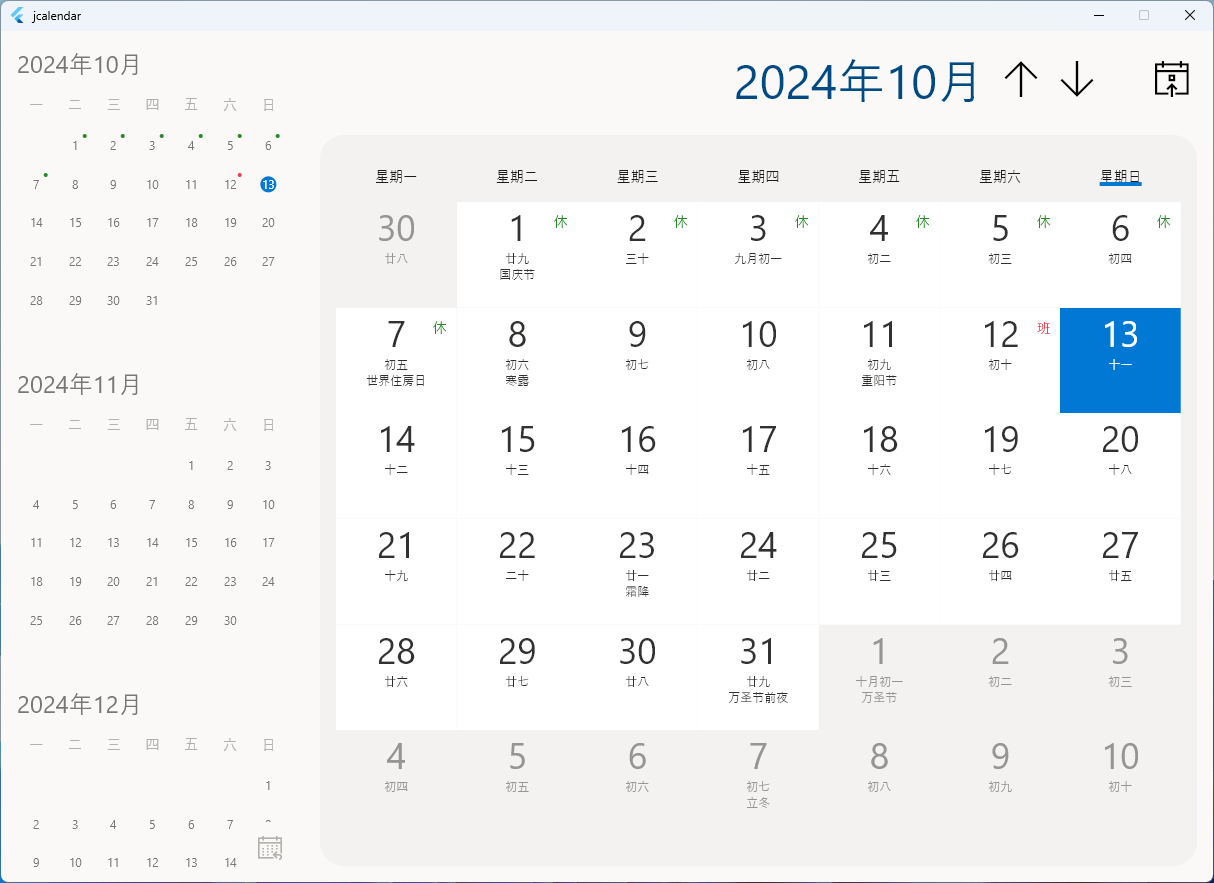 jcalendar
2024年10月
一 二 三 四 五 六 日
1 2 3 4 5 6
7 8 9 10 11 12 13
14 15 16 17 18 19 20
21 22 23 24 25 26 27
28 29 30 31
2024年11月
一 二 三 四 五 六 日
1 2 3
4 5 6 7 8 9 10
11 12 13 14 15 16 17
18 19 20 21 22 23 24
25 26 27 28 29 30
2024年12月
一 二 三 四 五 六 日
1
2 3 4 5 6 7
9 10 11 12 13 14
2024年10月
星期一 星期二 星期三 星期四 星期五 星期六 星期日
30 1 休 2 休 3 休 4 休 5 休 6 休
廿八 廿九 三十 九月初一 初二 初三 初四
国庆节
7 休 8 9 10 11 12 班 13
初五 初六 初七 初八 初九 初十 十一
世界住房日 寒露 重阳节
14 15 16 17 18 19 20
十二 十三 十四 十五 十六 十七 十八
21 22 23 24 25 26 27
十九 二十 廿一 廿二 廿三 廿四 廿五
霜降
28 29 30 31 1 2 3
廿六 廿七 廿八 廿九 十月初一 初二 初三
万圣节前夜 万圣节
4 5 6 7 8 9 10
初四 初五 初六 初七 初八 初九 初十
立冬